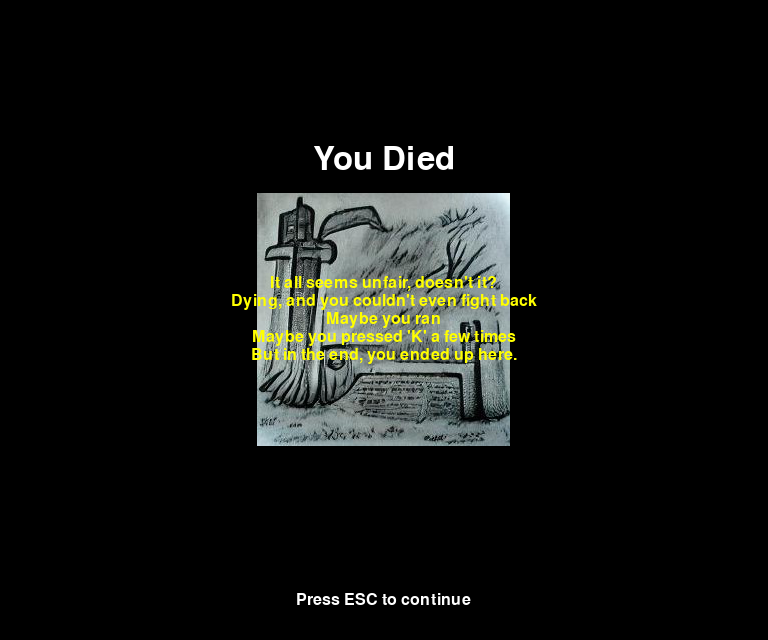 You Died
It all seems unfair, doesn't it?
Dying, and you couldn't even fight back
Maybe you ran
Maybe you pressed 'K' a few times
But in the end, you ended up here.
Press ESC to continue